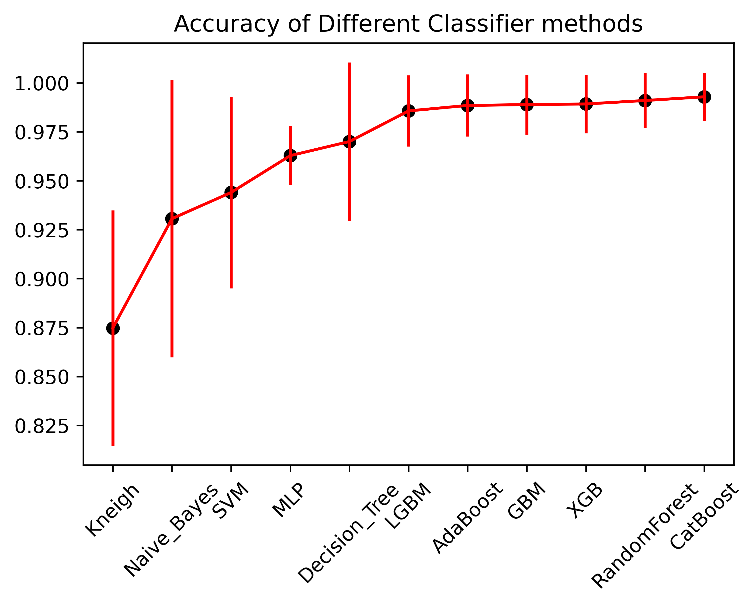 Accuracy of Different Classifier methods
1.000
0.975
0.950
0.925
0.900
0.875
0.850
0.825
Kneigh
Naive_Bayes
SVM
MLP
Decision_Tree
LGBM
AdaBoost
GBM
XGB
RandomForest
CatBoost